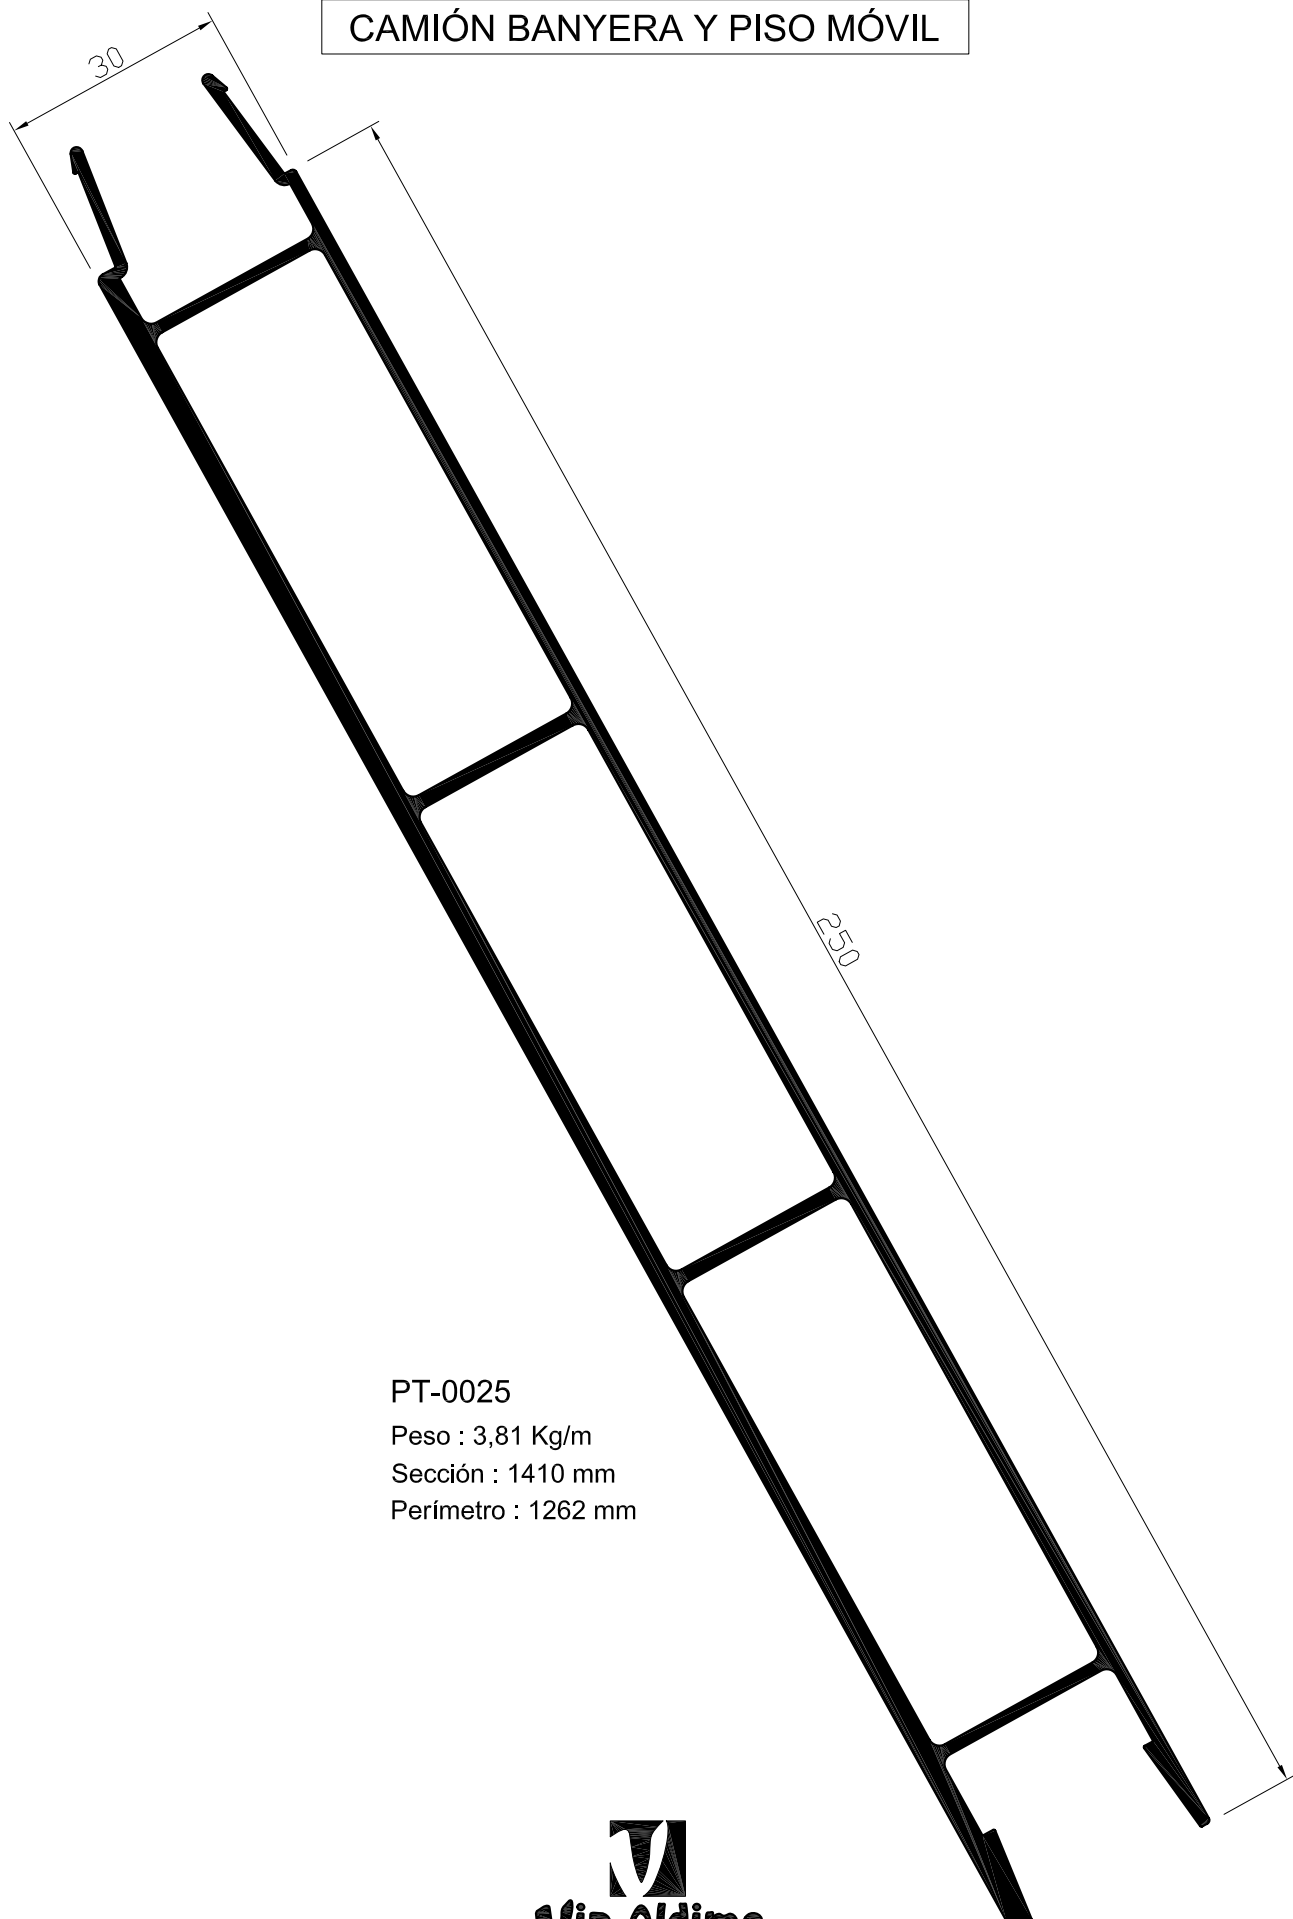 CAMIÓN BANYERA Y PISO MÓVIL
30
250
PT-0025
Peso : 3,81 Kg/m
Sección : 1410 mm
Perímetro : 1262 mm